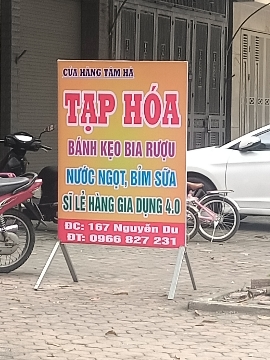 CỬA HÀNG TÂM HÀ
TẠP HÓA
BÁNH KẸO BIA RƯỢU
NƯỚC NGỌT, BỈM SỮA
SỈ LẺ HÀNG GIA DỤNG 4.0
ĐC: 167 Nguyễn Du
ĐT: 0966 827 231